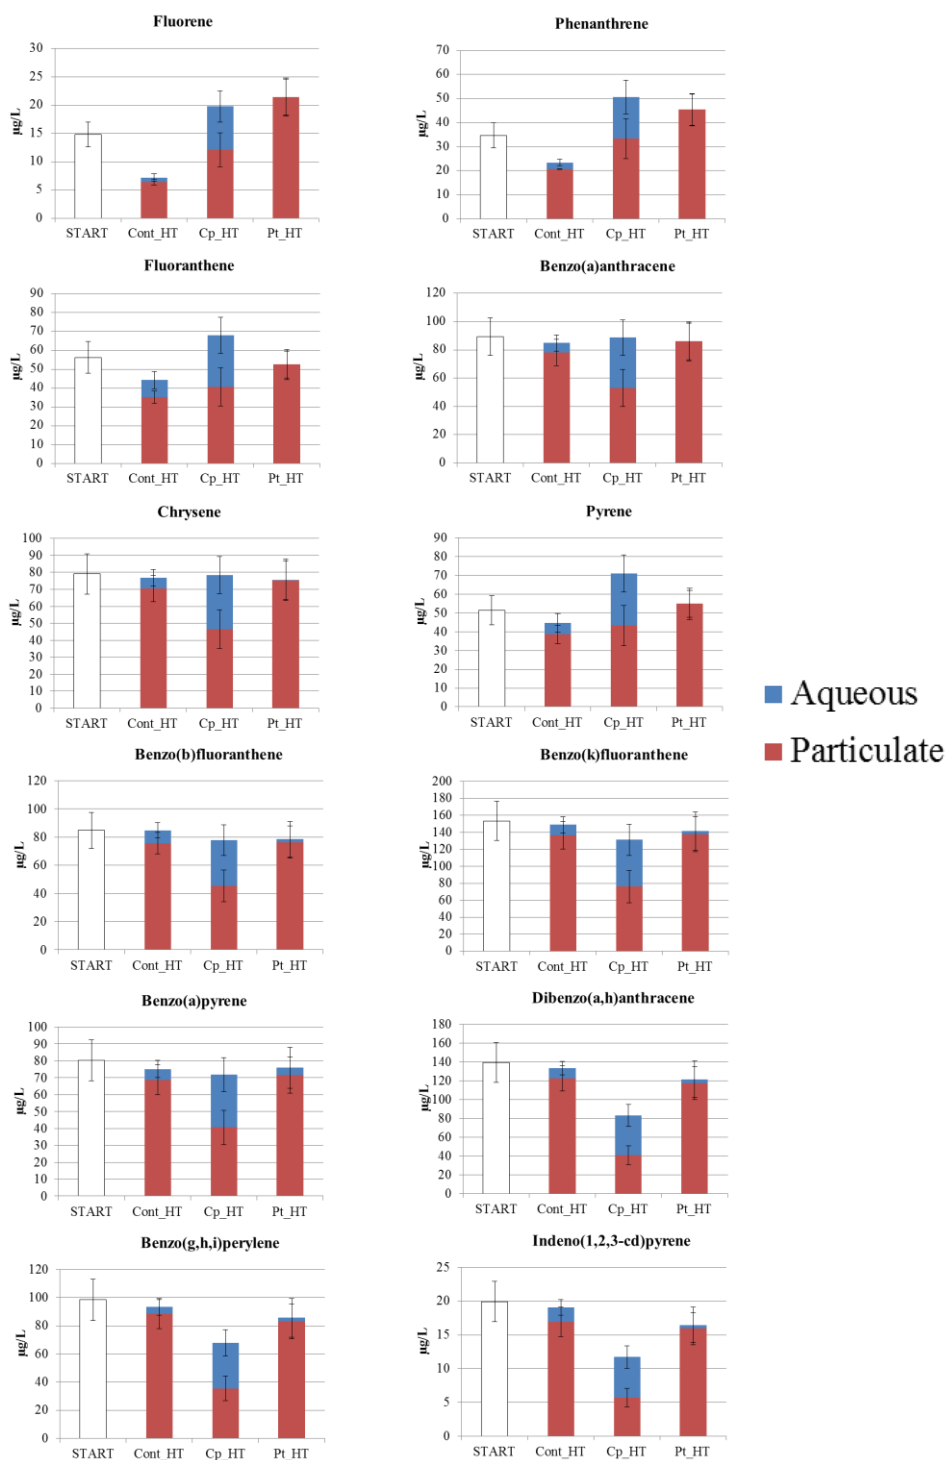 Fluorene
30
25
20
15
10
5
0
µg/L
START Cont_HT Cp_HT Pt_HT
Phenanthrene
70
60
50
40
30
20
10
0
µg/L
START Cont_HT Cp_HT Pt_HT
Fluoranthene
90
80
70
60
50
40
30
20
10
0
µg/L
START Cont_HT Cp_HT Pt_HT
Benzo(a)anthracene
120
100
80
60
40
20
0
µg/L
START Cont_HT Cp_HT Pt_HT
Chrysene
100
90
80
70
60
50
40
30
20
10
0
µg/L
START Cont_HT Cp_HT Pt_HT
Pyrene
90
80
70
60
50
40
30
20
10
0
µg/L
START Cont_HT Cp_HT Pt_HT
Aqueous
Particulate
Benzo(b)fluoranthene
120
100
80
60
40
20
0
µg/L
START Cont_HT Cp_HT Pt_HT
Benzo(k)fluoranthene
200
180
160
140
120
100
80
60
40
20
0
µg/L
START Cont_HT Cp_HT Pt_HT
Benzo(a)pyrene
100
90
80
70
60
50
40
30
20
10
0
µg/L
START Cont_HT Cp_HT Pt_HT
Dibenzo(a,h)anthracene
180
160
140
120
100
80
60
40
20
0
µg/L
START Cont_HT Cp_HT Pt_HT
Benzo(g,h,i)perylene
120
100
80
60
40
20
0
µg/L
START Cont_HT Cp_HT Pt_HT
Indeno(1,2,3-cd)pyrene
25
20
15
10
5
0
µg/L
START Cont_HT Cp_HT Pt_HT